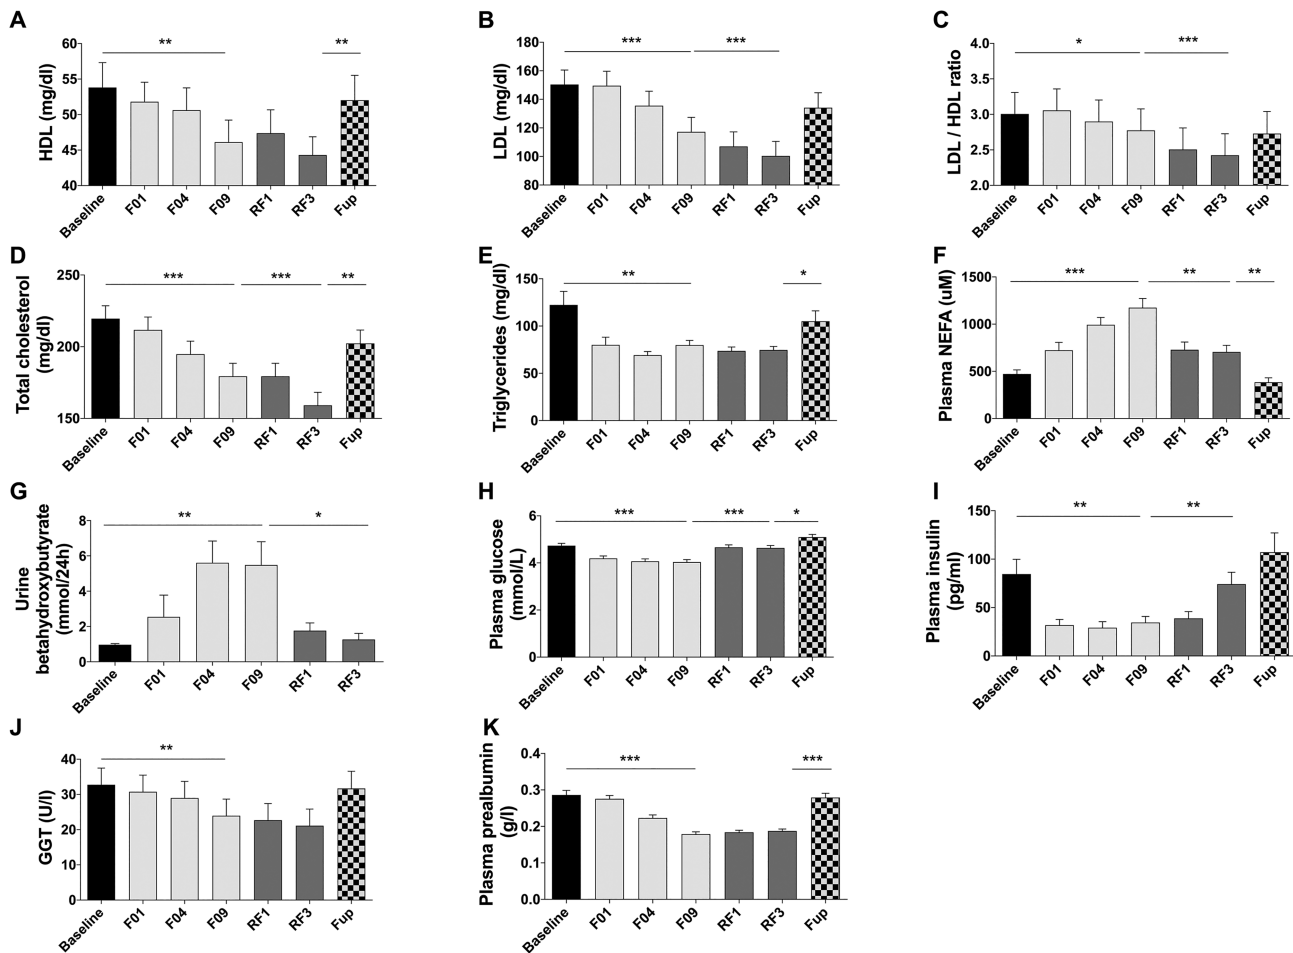 A
**
**
HDL (mg/dl)
60
55
50
45
40
Baseline
F01
F04
F09
RF1
RF3
Fup
B
***
***
LDL (mg/dl)
180
160
140
120
100
80
Baseline
F01
F04
F09
RF1
RF3
Fup
C
*
***
LDL / HDL ratio
4.0
3.5
3.0
2.5
2.0
Baseline
F01
F04
F09
RF1
RF3
Fup
D
***
***
**
Total cholesterol
(mg/dl)
250
200
150
Baseline
F01
F04
F09
RF1
RF3
Fup
E
**
*
Triglycerides (mg/dl)
150
100
50
0
Baseline
F01
F04
F09
RF1
RF3
Fup
F
***
**
**
Plasma NEFA (uM)
1500
1000
500
0
Baseline
F01
F04
F09
RF1
RF3
Fup
G
**
*
Urine
betahydroxybutyrate
(mmol/24h)
8
6
4
2
0
Baseline
F01
F04
F09
RF1
RF3
H
***
***
*
Plasma glucose
(mmol/L)
6
4
2
0
Baseline
F01
F04
F09
RF1
RF3
Fup
I
**
**
Plasma insulin
(pg/ml)
150
100
50
0
Baseline
F01
F04
F09
RF1
RF3
Fup
J
**
GGT (U/l)
40
30
20
10
0
Baseline
F01
F04
F09
RF1
RF3
Fup
K
***
***
Plasma prealbumin
(g/l)
0.4
0.3
0.2
0.1
0.0
Baseline
F01
F04
F09
RF1
RF3
Fup